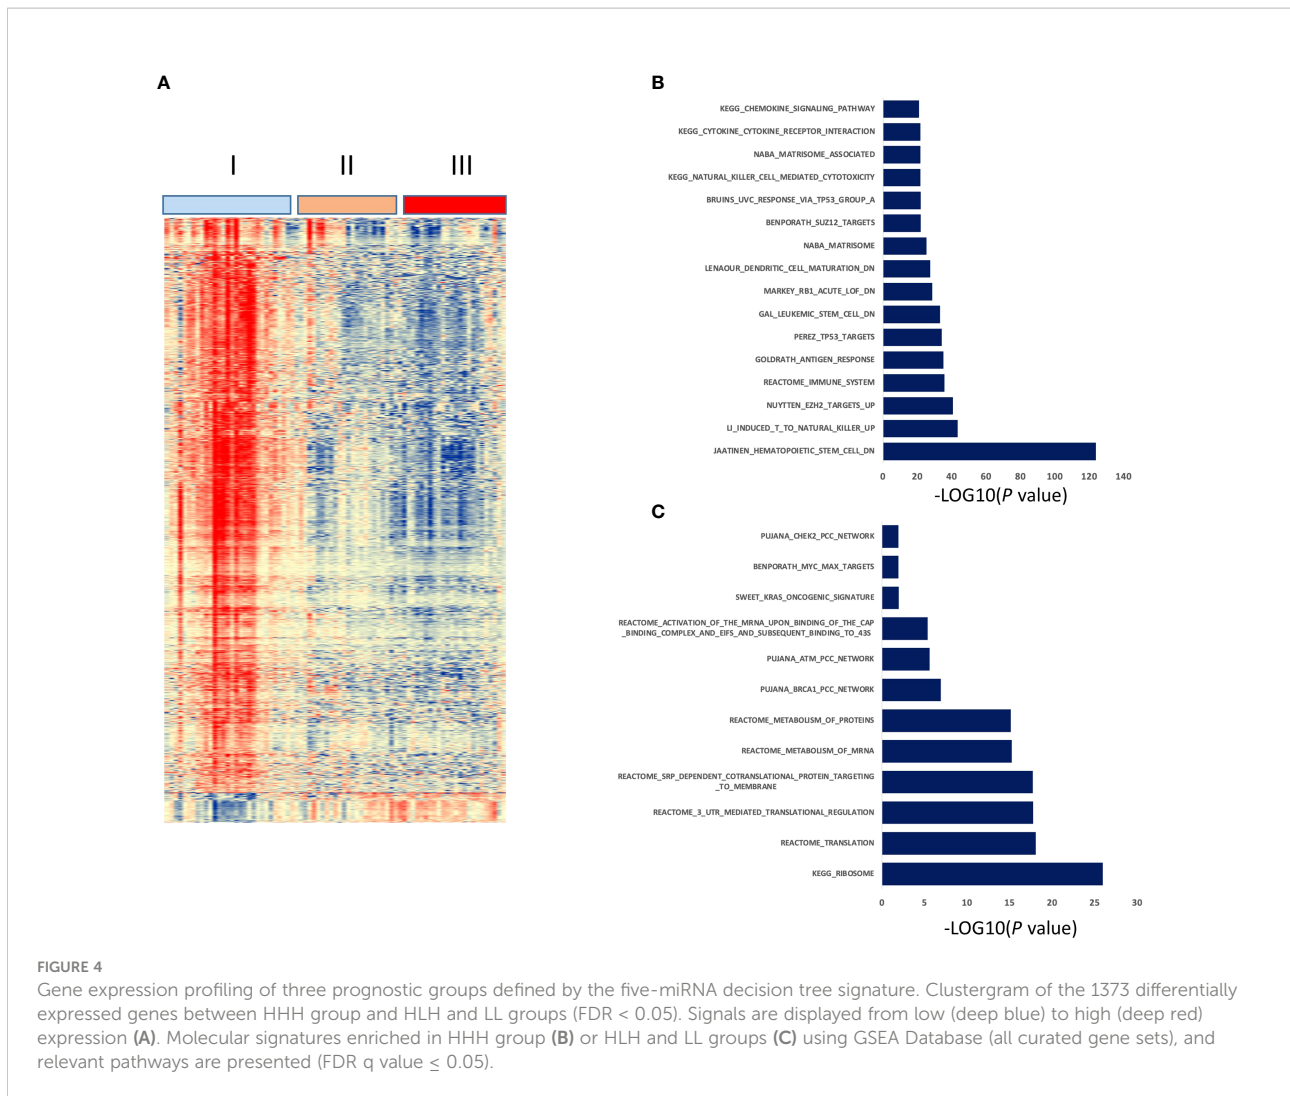 A
I II III
B
KEGG_CHEMOKINE_SIGNALING_PATHWAY
KEGG_CYTOKINE_CYTOKINE_RECEPTOR_INTERACTION
NABA_MATRISOME_ASSOCIATED
KEGG_NATURAL_KILLER_CELL_MEDIATED_CYTOTOXICITY
BRUINS_UVC_RESPONSE_VIA_TP53_GROUP_A
BENPORATH_SUZ12_TARGETS
NABA_MATRISOME
LENAOUR_DENDRITIC_CELL_MATURATION_DN
MARKEY_RB1_ACUTE_LOF_DN
GAL_LEUKEMIC_STEM_CELL_DN
PEREZ_TP53_TARGETS
GOLDRATH_ANTIGEN_RESPONSE
REACTOME_IMMUNE_SYSTEM
NUYTTEN_EZH2_TARGETS_UP
LI_INDUCED_T_TO_NATURAL_KILLER_UP
JAATINEN_HEMATOPOIETIC_STEM_CELL_DN
0 20 40 60 80 100 120 140
-LOG10(P value)
C
PUJANA_CHEK2_PCC_NETWORK
BENPORATH_MYC_MAX_TARGETS
SWEET_KRAS_ONCOGENIC_SIGNATURE
REACTOME_ACTIVATION_OF_THE_MRNA_UPON_BINDING_OF_THE_CAP
_BINDING_COMPLEX_AND_EIFS_AND_SUBSEQUENT_BINDING_TO_43S
PUJANA_ATM_PCC_NETWORK
PUJANA_BRCA1_PCC_NETWORK
REACTOME_METABOLISM_OF_PROTEINS
REACTOME_METABOLISM_OF_MRNA
REACTOME_SRP_DEPENDENT_COTRANSLATIONAL_PROTEIN_TARGETING
_TO_MEMBRANE
REACTOME_3_UTR_MEDIATED_TRANSLATIONAL_REGULATION
REACTOME_TRANSLATION
KEGG_RIBOSOME
0 5 10 15 20 25 30
-LOG10(P value)
FIGURE 4
Gene expression profiling of three prognostic groups defined by the five-miRNA decision tree signature. Clustergram of the 1373 differentially
expressed genes between HHH group and HLH and LL groups (FDR < 0.05). Signals are displayed from low (deep blue) to high (deep red)
expression (A). Molecular signatures enriched in HHH group (B) or HLH and LL groups (C) using GSEA Database (all curated gene sets), and
relevant pathways are presented (FDR q value ≤ 0.05).